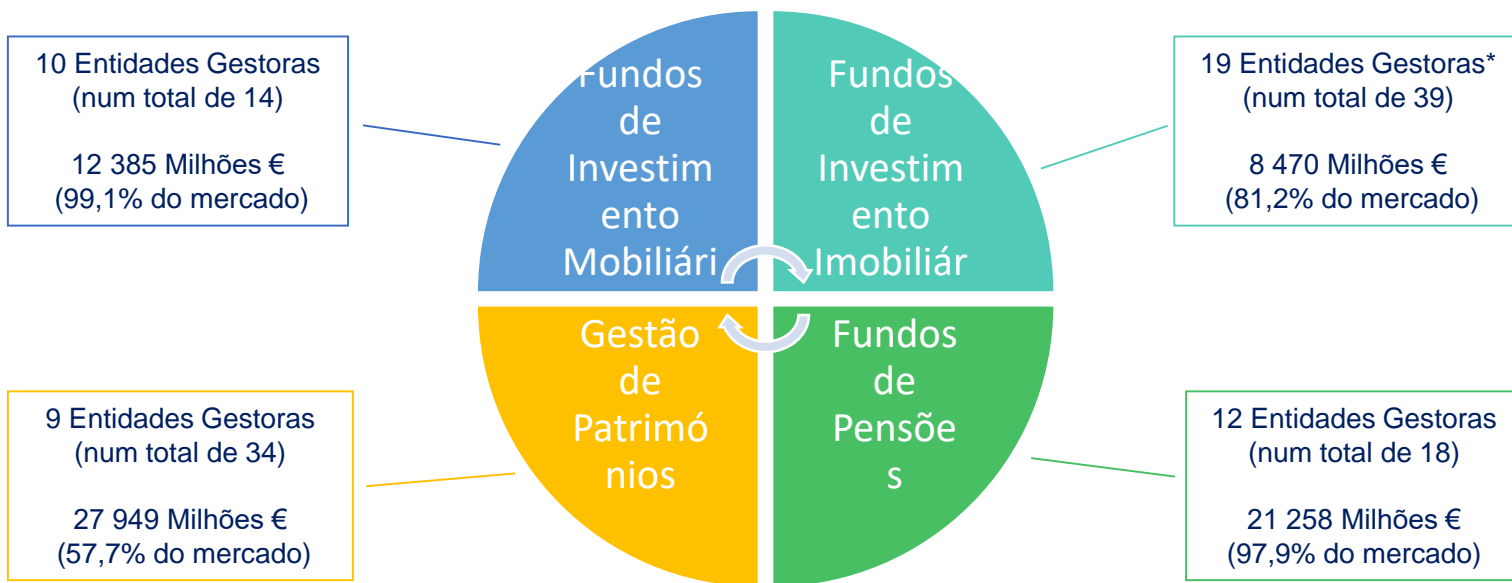 10 Entidades Gestoras
(num total de 14)
12 385 Milhões €
(99,1% do mercado)
Fundos
de
Investim
ento
Mobiliári
Fundos
de
Investim
ento
Imobiliár
19 Entidades Gestoras*
(num total de 39)
8 470 Milhões €
(81,2% do mercado)
9 Entidades Gestoras
(num total de 34)
27 949 Milhões €
(57,7% do mercado)
Gestão
de
Patrimó
nios
Fundos
de
Pensõe
s
12 Entidades Gestoras
(num total de 18)
21 258 Milhões €
(97,9% do mercado)